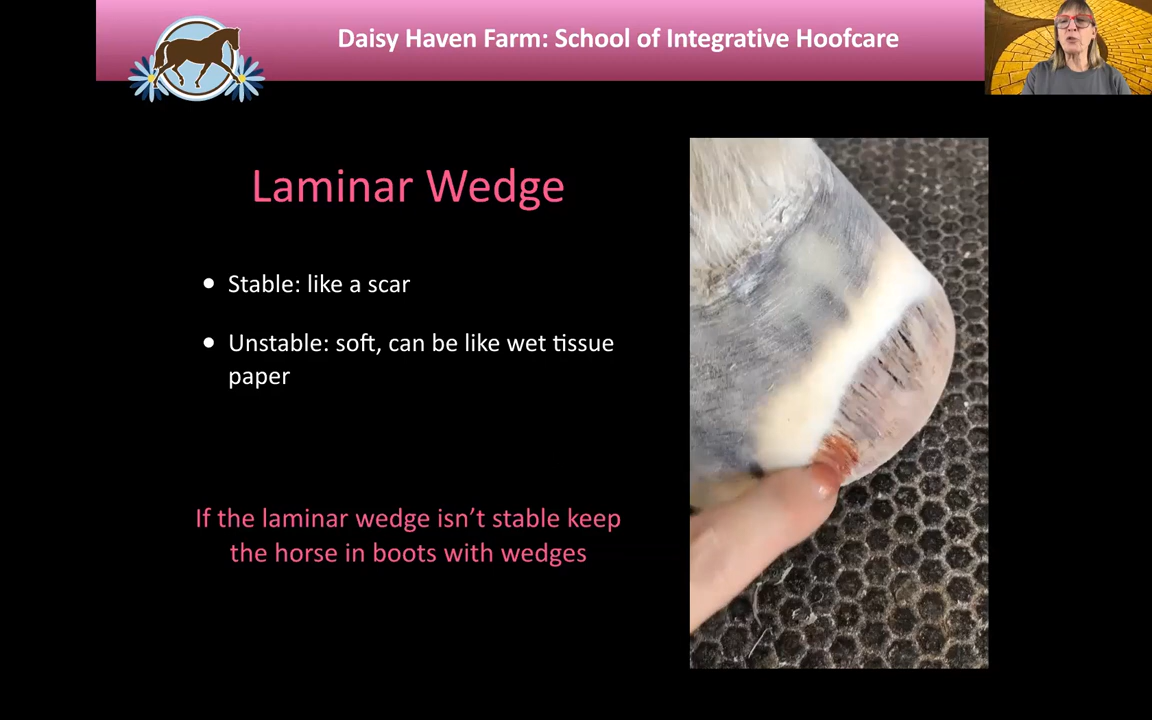 Daisy Haven Farm: School of Integrative Hoofcare
Laminar Wedge
• Stable: like a scar
• Unstable: soft, can be like wet tissue
paper
If the laminar wedge isn't stable keep
the horse in boots with wedges